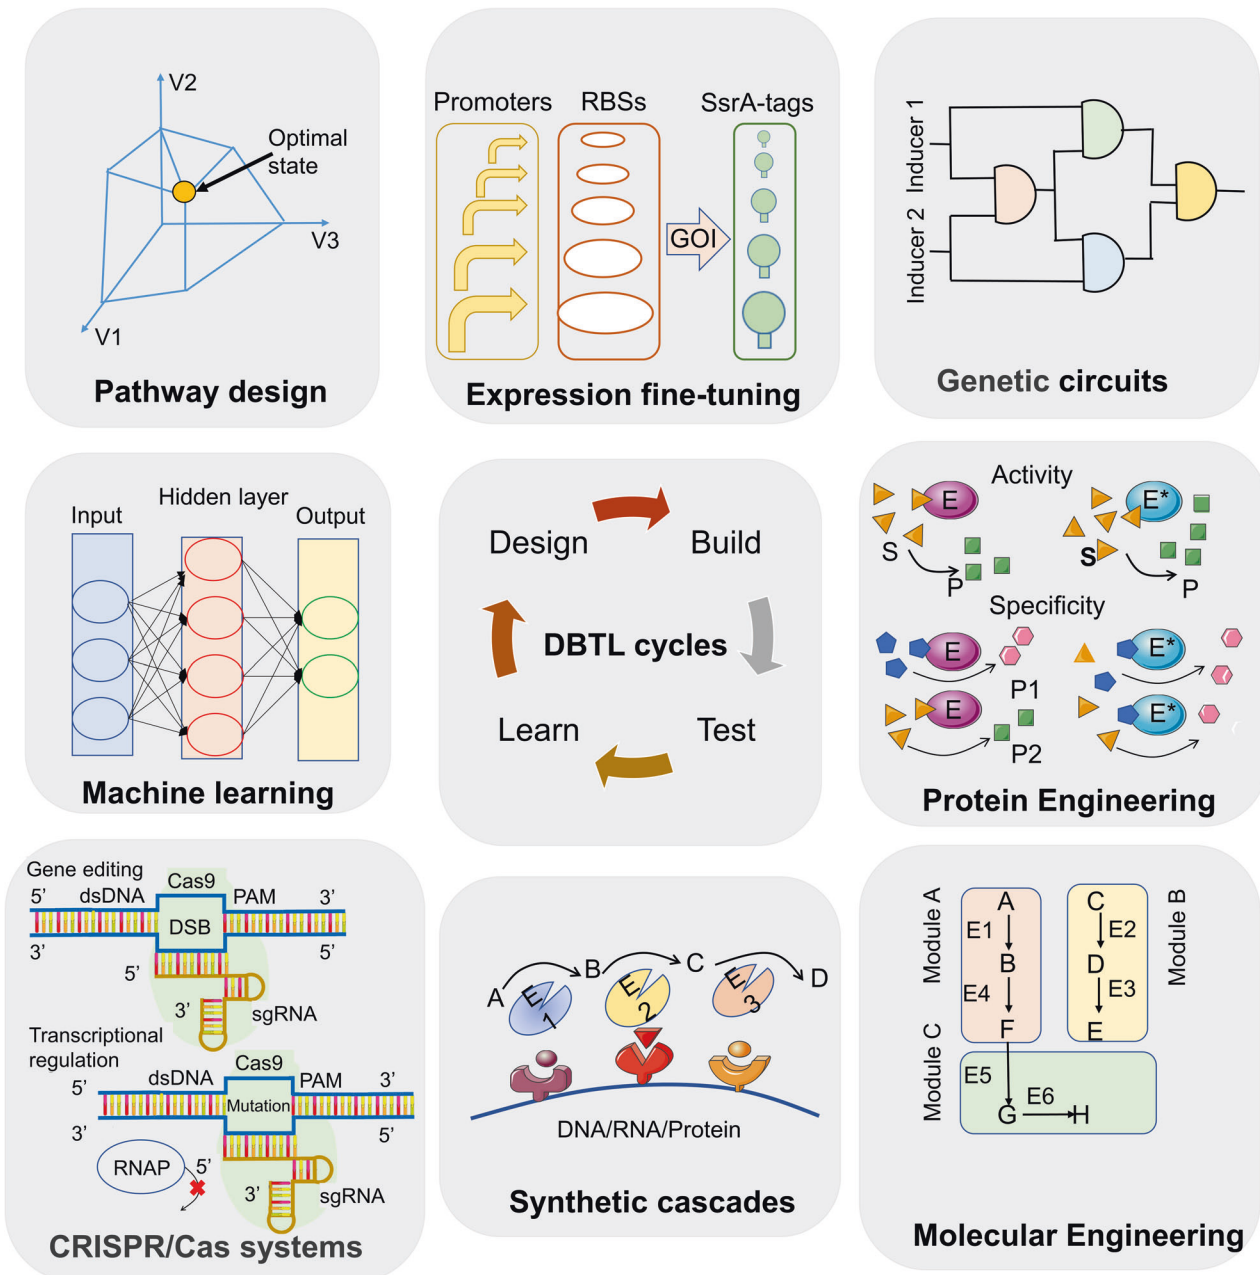 V2
Optimal
state
V3
V1
Pathway design
Promoters
RBSs
SsrA-tags
GOI
Expression fine-tuning
Inducer 1
Inducer 2
Genetic circuits
Hidden layer
Input
Output
Machine learning
Design
Build
DBTL cycles
Learn
Test
Activity
E
E*
S
S
P
P
Specificity
E
E*
P1
E
E*
P2
Protein Engineering
Gene editing
Cas9
5’
dsDNA
PAM
3’
DSB
3’
5’
5’
3’
sgRNA
Transcriptional
regulation
Cas9
5’
dsDNA
PAM
3’
Mutation
3’
5’
RNAP
5’
3’
sgRNA
CRISPR/Cas systems
A
B
C
D
E
1
E
2
E
3
DNA/RNA/Protein
Synthetic cascades
Module A
A
E1
B
E4
F
C
E2
D
E3
E
Module B
Module C
E5
E6
G
H
Molecular Engineering